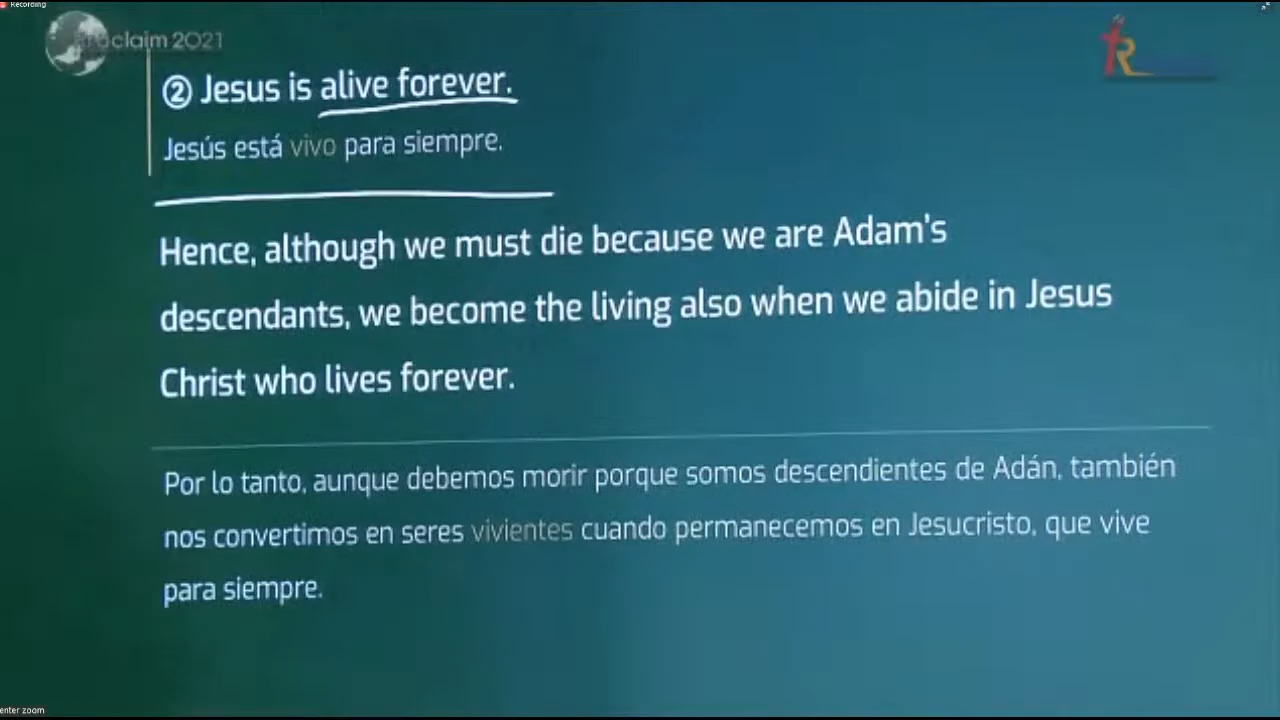 Recording
Proclaim 2021
R
② Jesus is alive forever.
Jesús está vivo para siempre.
Hence, although we must die because we are Adam's
descendants, we become the living also when we abide in Jesus
Christ who lives forever.
Por lo tanto, aunque debemos morir porque somos descendientes de Adán, también
nos convertimos en seres vivientes cuando permanecemos en Jesucristo, que vive
para siempre.
enter zoom